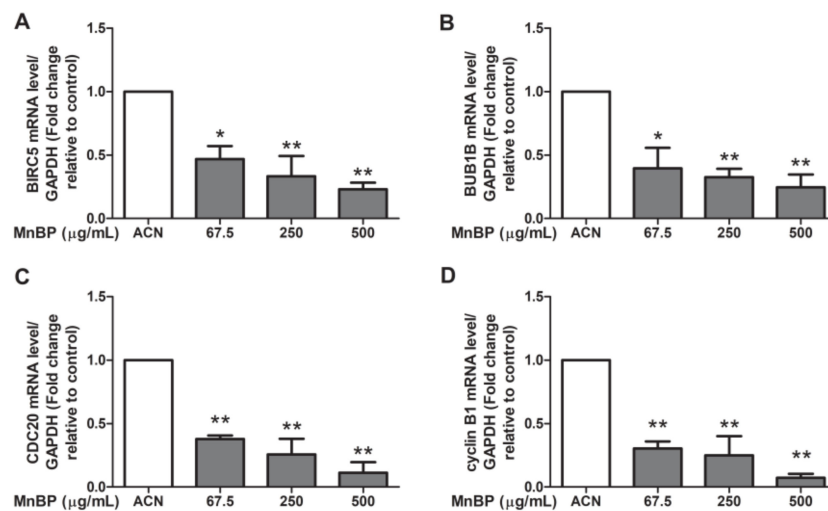 A
BIRC5 mRNA level/
GAPDH (Fold change
relative to control)
1.5
1.0
0.5
0.0
*
**
**
MnBP (μg/mL) ACN 67.5 250 500
B
BUB1B mRNA level/
GAPDH (Fold change
relative to control)
1.5
1.0
0.5
0.0
*
**
**
MnBP (μg/mL) ACN 67.5 250 500
C
CDC20 mRNA level/
GAPDH (Fold change
relative to control)
1.5
1.0
0.5
0.0
**
**
**
MnBP (μg/mL) ACN 67.5 250 500
D
cyclin B1 mRNA level/
GAPDH (Fold change
relative to control)
1.5
1.0
0.5
0.0
**
**
**
MnBP (μg/mL) ACN 67.5 250 500